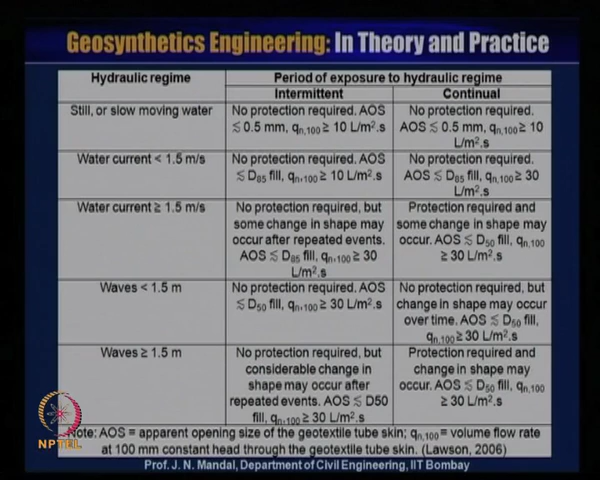 Geosynthetics Engineering: In Theory and Practice
Hydraulic regime
Period of exposure to hydraulic regime
Intermittent
Continual
Still, or slow moving water
No protection required. AOS
≲ 0.5 mm, qn,100 ≥ 10 L/m².s
No protection required.
AOS ≲ 0.5 mm, qn,100 ≥ 10
L/m².s
Water current < 1.5 m/s
No protection required. AOS
≲ D85 fill, qn,100 ≥ 10 L/m².s
No protection required.
AOS ≲ D85 fill, qn,100 ≥ 30
L/m².s
Water current ≥ 1.5 m/s
No protection required, but
some change in shape may
occur after repeated events.
AOS ≲ D85 fill, qn,100 ≥ 30
L/m².s
Protection required and
some change in shape may
occur. AOS ≲ D50 fill, qn,100
≥ 30 L/m².s
Waves < 1.5 m
No protection required. AOS
≲ D50 fill, qn,100 ≥ 30 L/m².s
No protection required, but
change in shape may occur
over time. AOS ≲ D50 fill,
qn,100 ≥ 30 L/m².s
Waves ≥ 1.5 m
No protection required, but
considerable change in
shape may occur after
repeated events. AOS ≲ D50
fill, qn,100 ≥ 30 L/m².s
Protection required and
change in shape may
occur. AOS ≲ D50 fill, qn,100
≥ 30 L/m².s
Note: AOS = apparent opening size of the geotextile tube skin; qn,100 = volume flow rate
at 100 mm constant head through the geotextile tube skin. (Lawson, 2006)
NPTEL
Prof. J. N. Mandal, Department of Civil Engineering, IIT Bombay